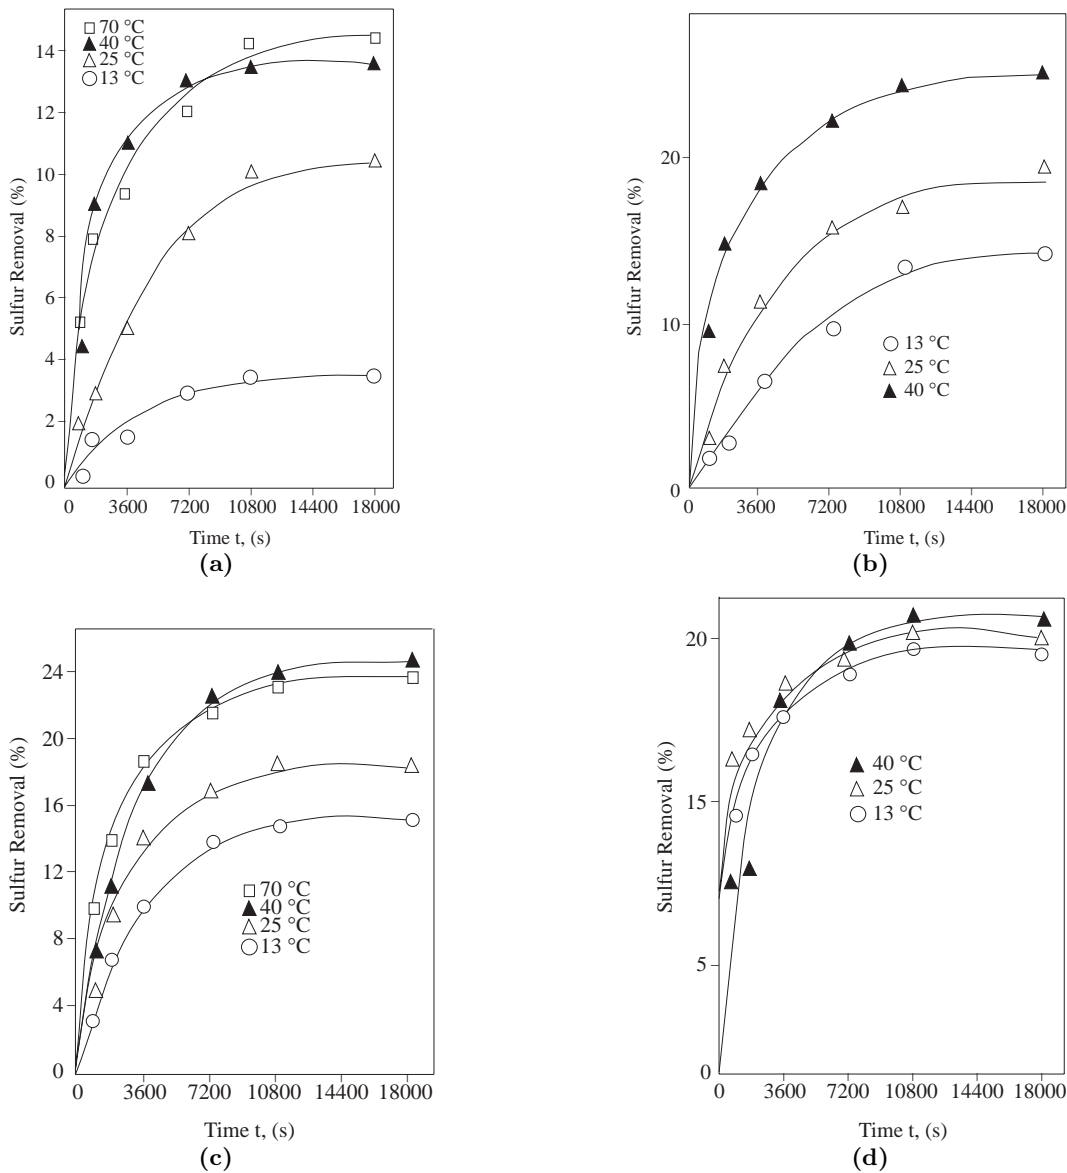 70 °C
40 °C
25 °C
13 °C
14
12
10
8
6
4
2
0
Sulfur Removal (%)
0 3600 7200 10800 14400 18000
Time t, (s)
(a)
20
10
0
Sulfur Removal (%)
13 °C
25 °C
40 °C
0 3600 7200 10800 14400 18000
Time t, (s)
(b)
24
20
16
12
8
4
0
Sulfur Removal (%)
70 °C
40 °C
25 °C
13 °C
0 3600 7200 10800 14400 18000
Time t, (s)
(c)
20
15
5
0
Sulfur Removal (%)
40 °C
25 °C
13 °C
0 3600 7200 10800 14400 18000
Time t, (s)
(d)